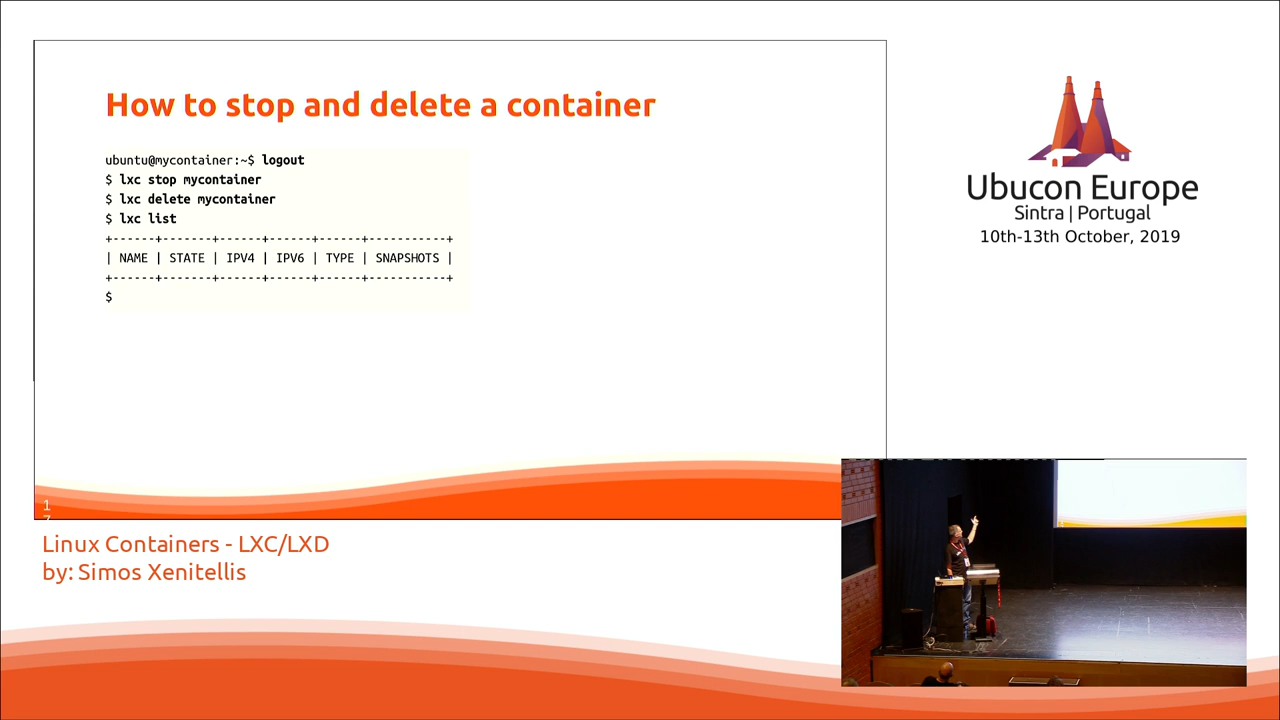 How to stop and delete a container
ubuntu@mycontainer:~$ logout
$ lxc stop mycontainer
$ lxc delete mycontainer
$ lxc list
+------+-------+------+------+------+-----------+
| NAME | STATE | IPV4 | IPV6 | TYPE | SNAPSHOTS |
+------+-------+------+------+------+-----------+
$
1
7
Linux Containers - LXC/LXD
by: Simos Xenitellis
Ubucon Europe
Sintra | Portugal
10th-13th October, 2019